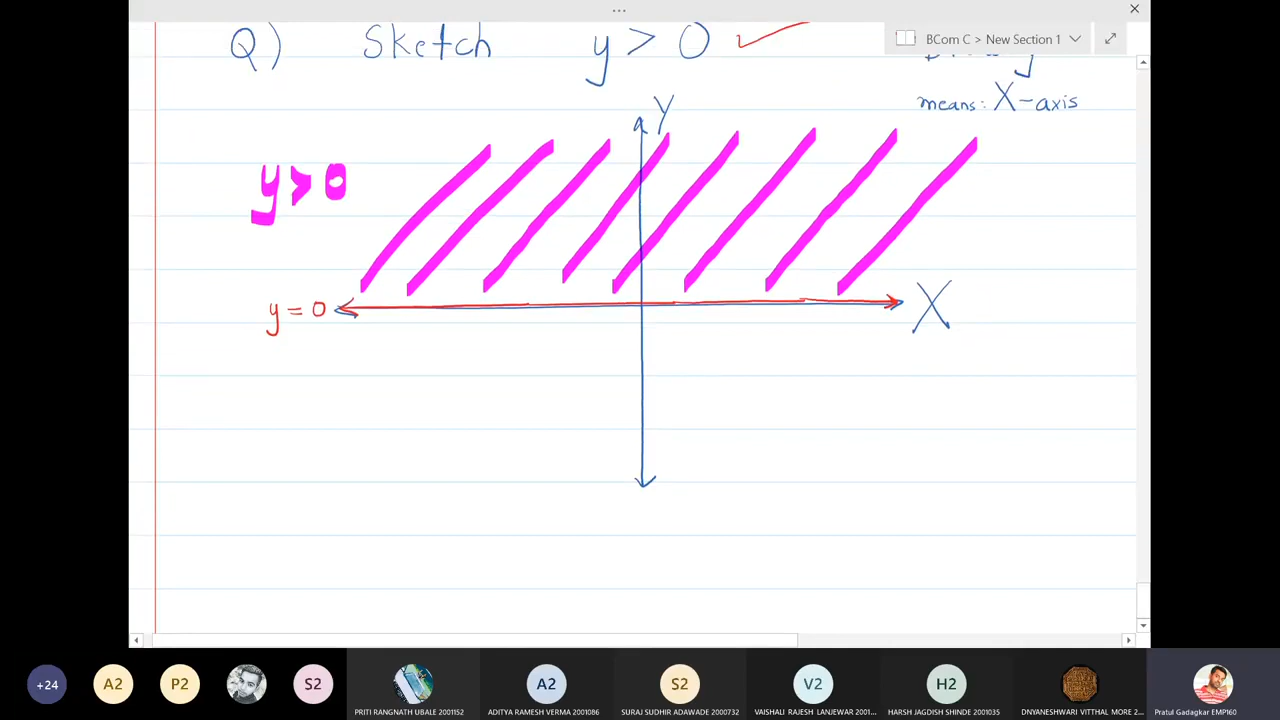 BCom C > New Section 1
Q) Sketch y > 0
means: X-axis
Y
y > 0
y = 0
X
+24
A2
P2
S2
A2
S2
V2
H2
PRITI RANGNATH UBALE 2001152
ADITYA RAMESH VERMA 2001086
SURAJ SUDHIR ADAWADE 2000732
VAISHALI RAJESH LANJEWAR 2001...
HARSH JAGDISH SHINDE 2001035
DNYANESHWARI VITTHAL MORE 2...
Pratul Gadagkar EMP160